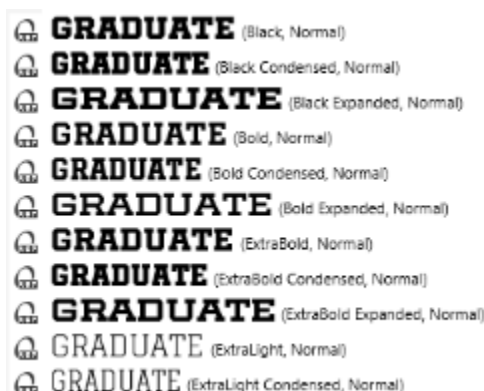 GRADUATE (Black, Normal)
GRADUATE (Black Condensed, Normal)
GRADUATE (Black Expanded, Normal)
GRADUATE (Bold, Normal)
GRADUATE (Bold Condensed, Normal)
GRADUATE (Bold Expanded, Normal)
GRADUATE (ExtraBold, Normal)
GRADUATE (ExtraBold Condensed, Normal)
GRADUATE (ExtraBold Expanded, Normal)
GRADUATE (ExtraLight, Normal)
GRADUATE (ExtraLight Condensed, Normal)